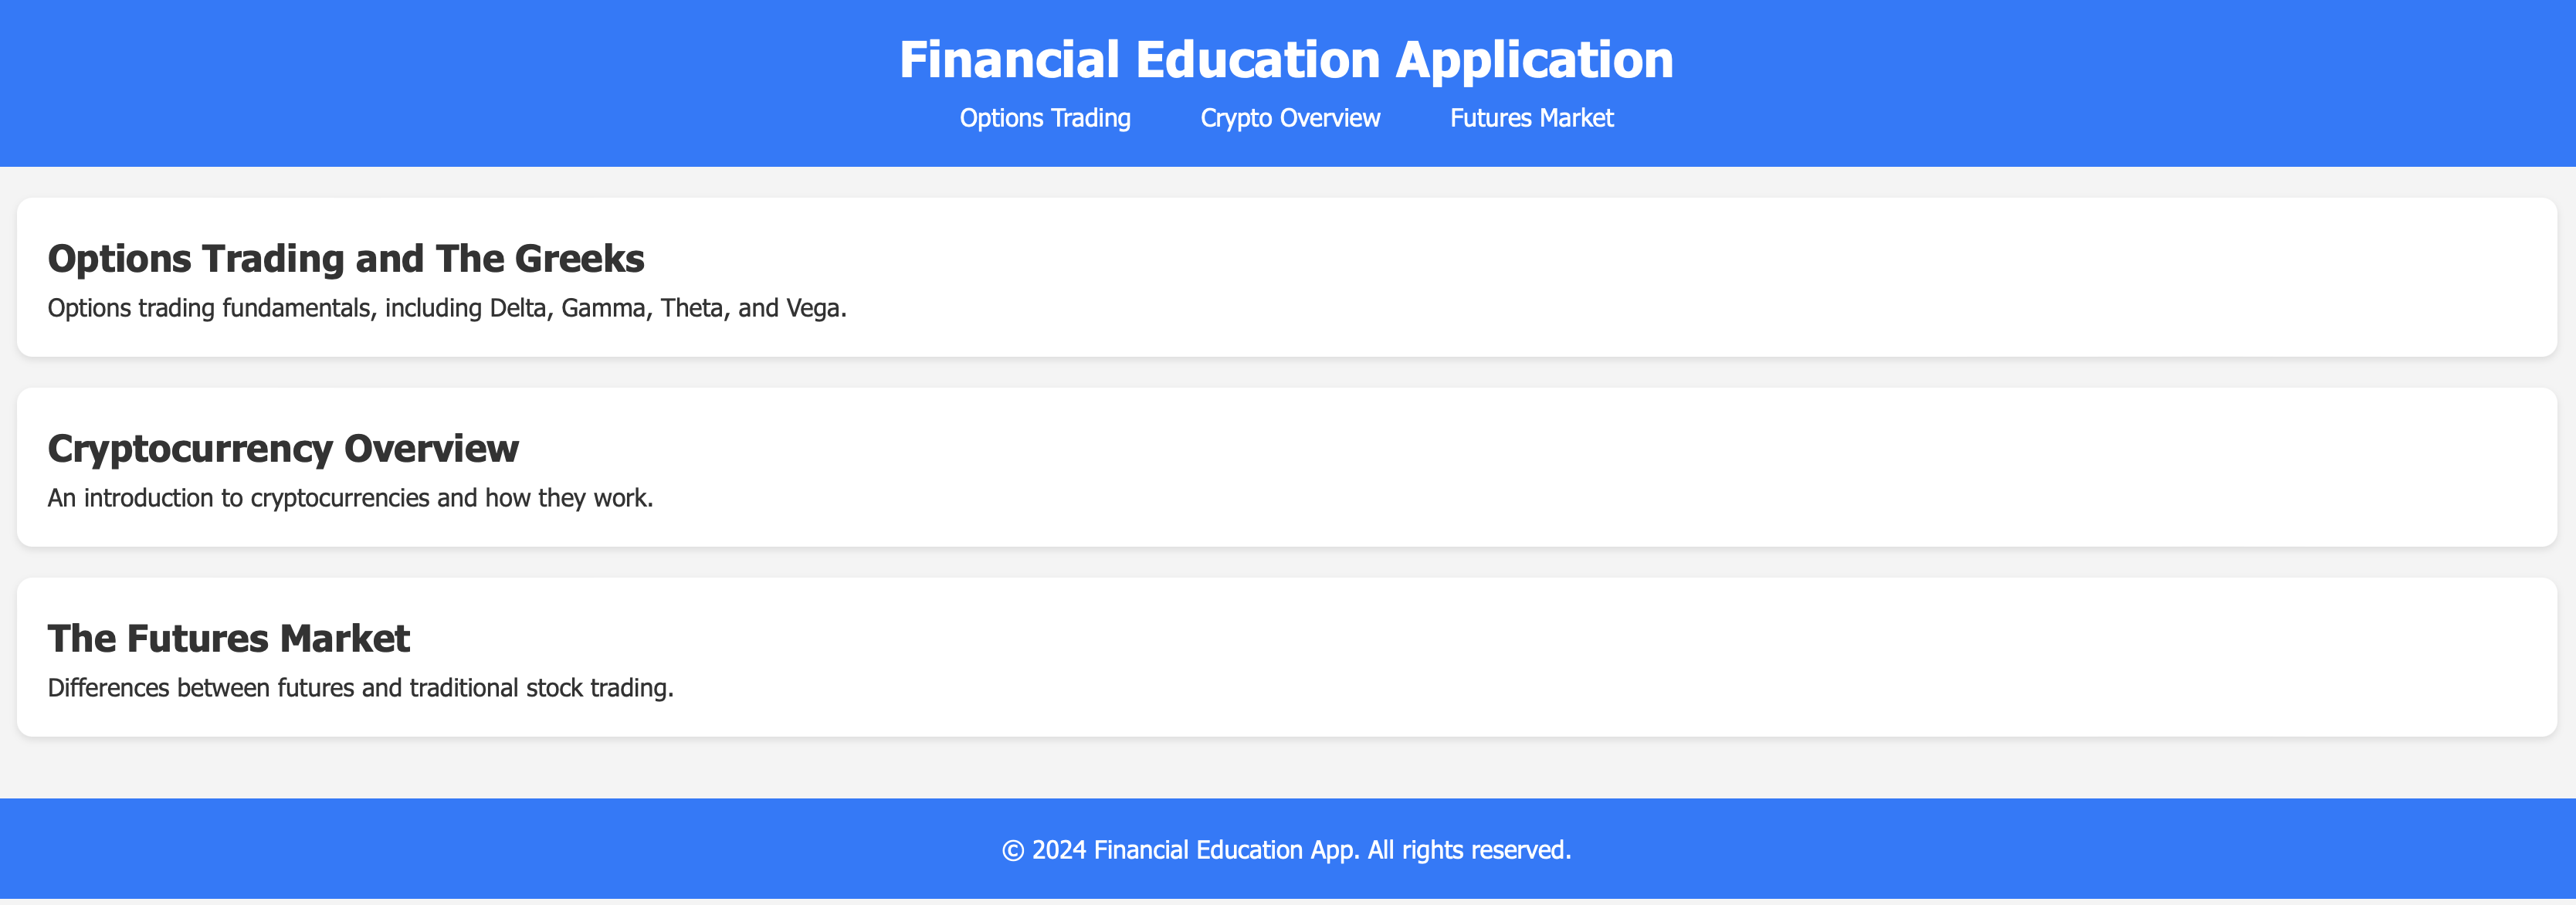 Financial Education Application
Options Trading Crypto Overview Futures Market
Options Trading and The Greeks
Options trading fundamentals, including Delta, Gamma, Theta, and Vega.
Cryptocurrency Overview
An introduction to cryptocurrencies and how they work.
The Futures Market
Differences between futures and traditional stock trading.
© 2024 Financial Education App. All rights reserved.